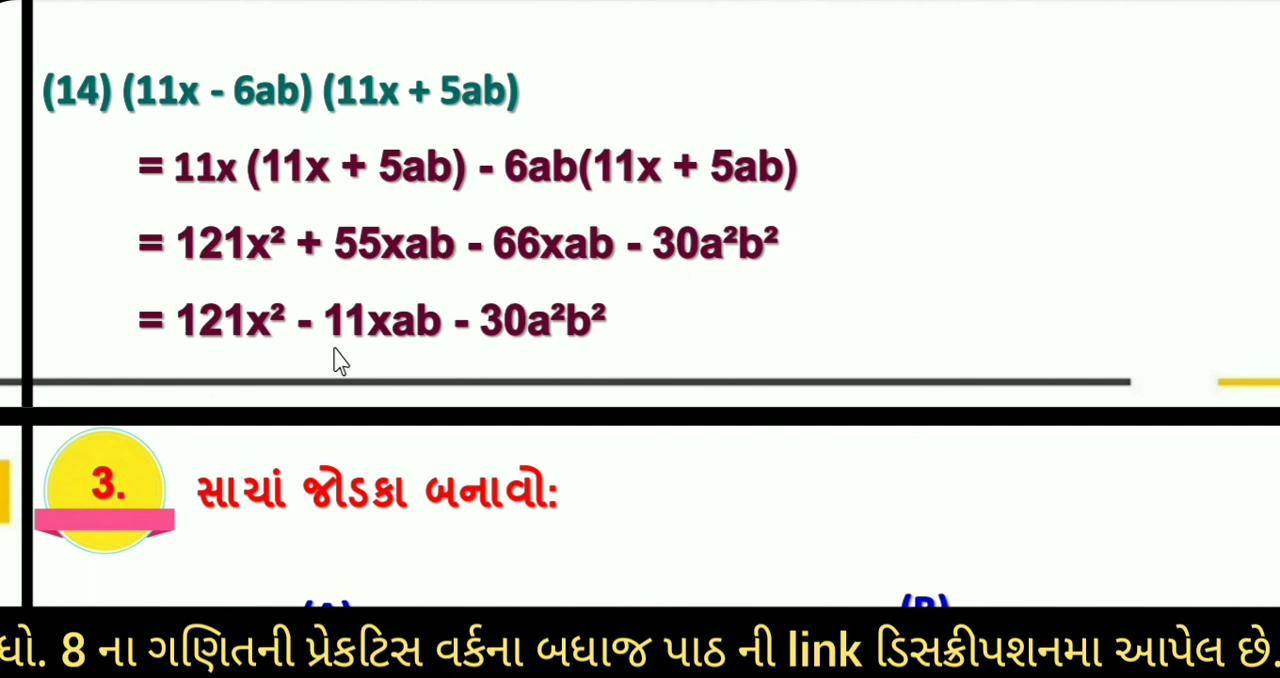 (14) (11x - 6ab) (11x + 5ab)
= 11x (11x + 5ab) - 6ab(11x + 5ab)
= 121x² + 55xab - 66xab - 30a²b²
= 121x² - 11xab - 30a²b²
3. સાચાં જોડકા બનાવો:
ધો. 8 ના ગણિતની પ્રેકટિસ વર્કના બધાજ પાઠ ની link ડિસક્રીપશનમા આપેલ છે.